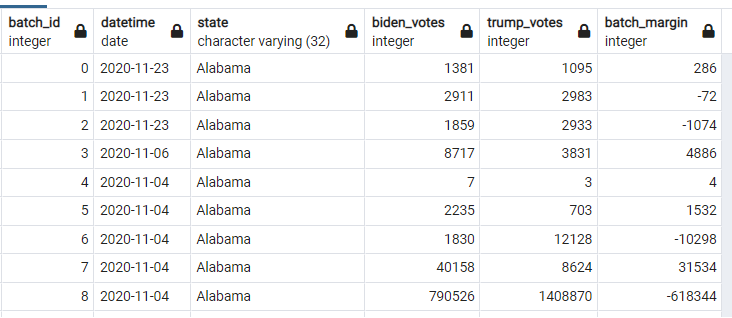 batch_id datetime state biden_votes trump_votes batch_margin
integer date character varying (32) integer integer integer
0 2020-11-23 Alabama 1381 1095 286
1 2020-11-23 Alabama 2911 2983 -72
2 2020-11-23 Alabama 1859 2933 -1074
3 2020-11-06 Alabama 8717 3831 4886
4 2020-11-04 Alabama 7 3 4
5 2020-11-04 Alabama 2235 703 1532
6 2020-11-04 Alabama 1830 12128 -10298
7 2020-11-04 Alabama 40158 8624 31534
8 2020-11-04 Alabama 790526 1408870 -618344